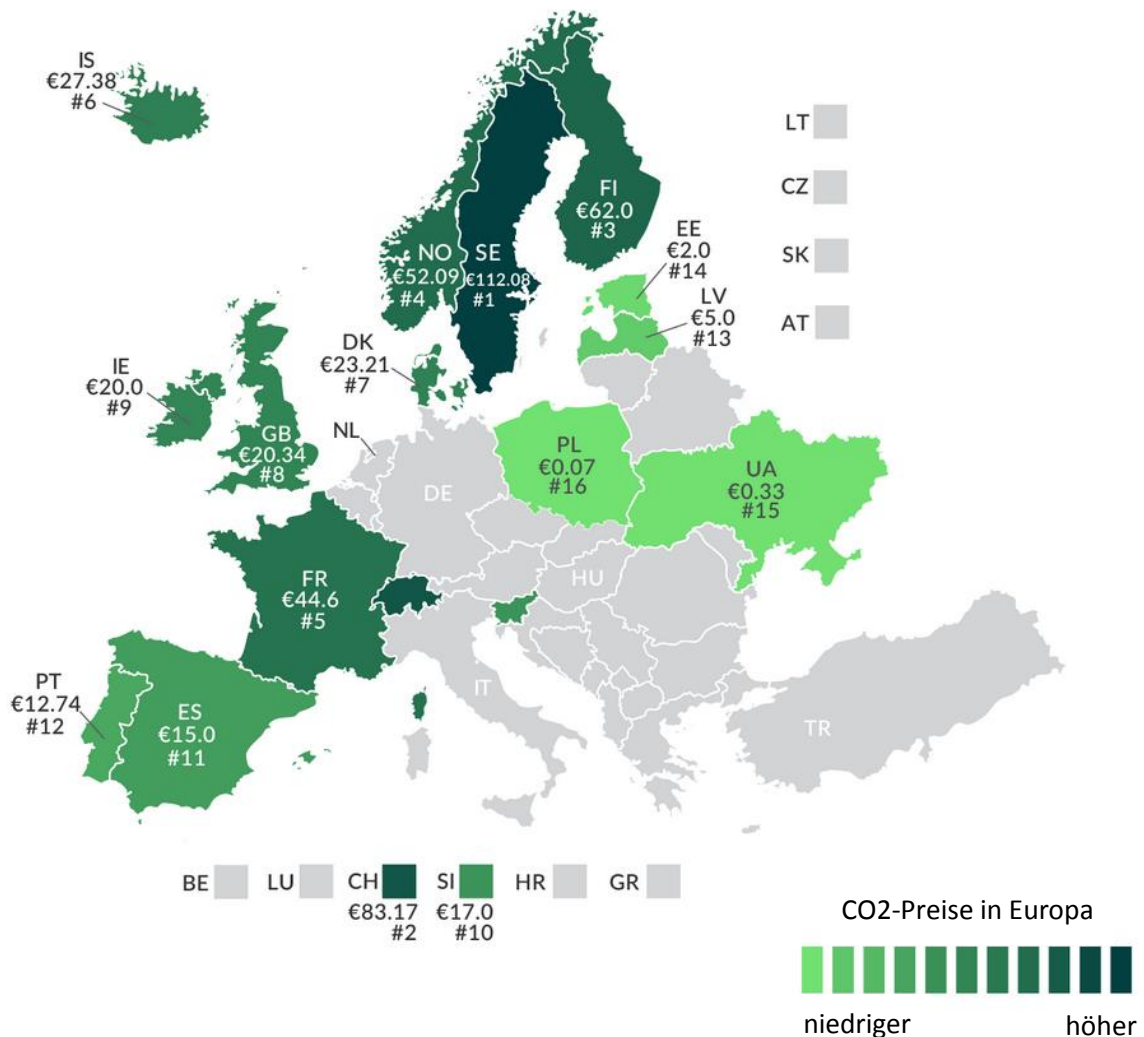 IS
€27.38
#6
LT
CZ
SK
AT
FI
€62.0
#3
NO
€52.09
#4
SE
€112.08
#1
EE
€2.0
#14
LV
€5.0
#13
DK
€23.21
#7
IE
€20.0
#9
GB
€20.34
#8
NL
DE
PL
€0.07
#16
UA
€0.33
#15
FR
€44.6
#5
HU
IT
TR
PT
€12.74
#12
ES
€15.0
#11
BE
LU
CH
€83.17
#2
SI
€17.0
#10
HR
GR
CO2-Preise in Europa
niedriger
höher